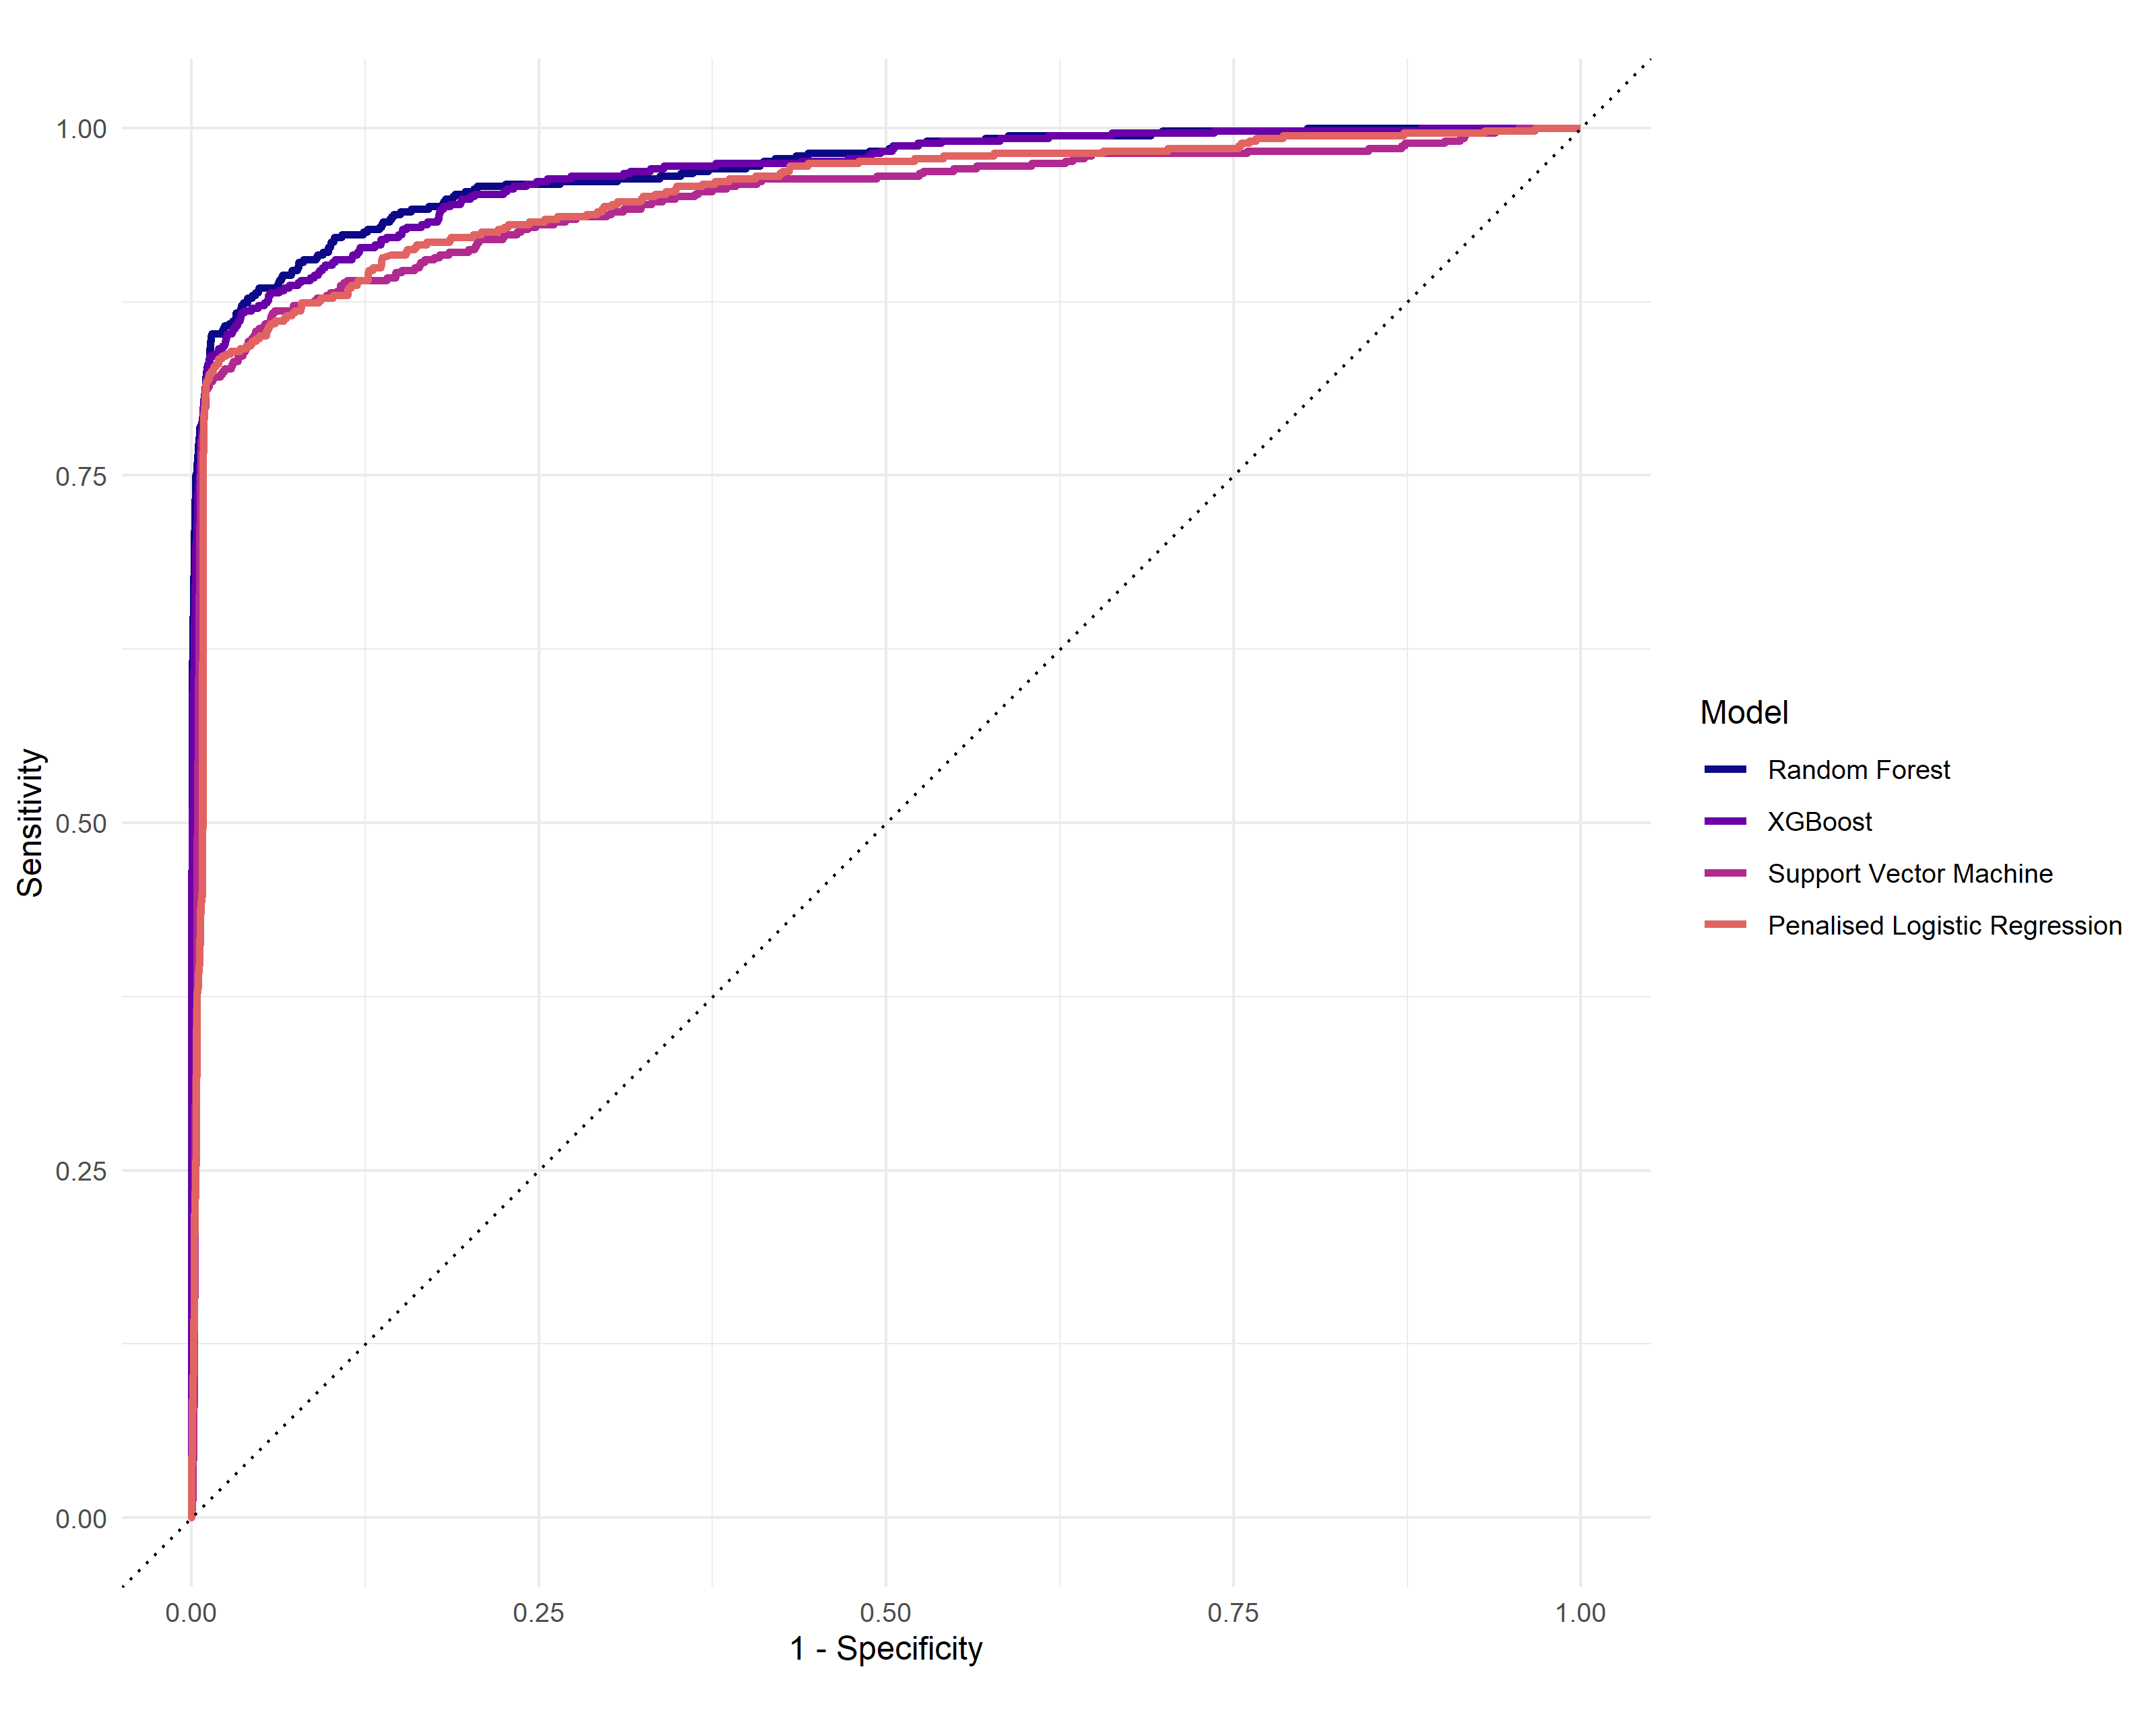 1.00
0.75
0.50
0.25
0.00
Sensitivity
0.00 0.25 0.50 0.75 1.00
1 - Specificity
Model
Random Forest
XGBoost
Support Vector Machine
Penalised Logistic Regression